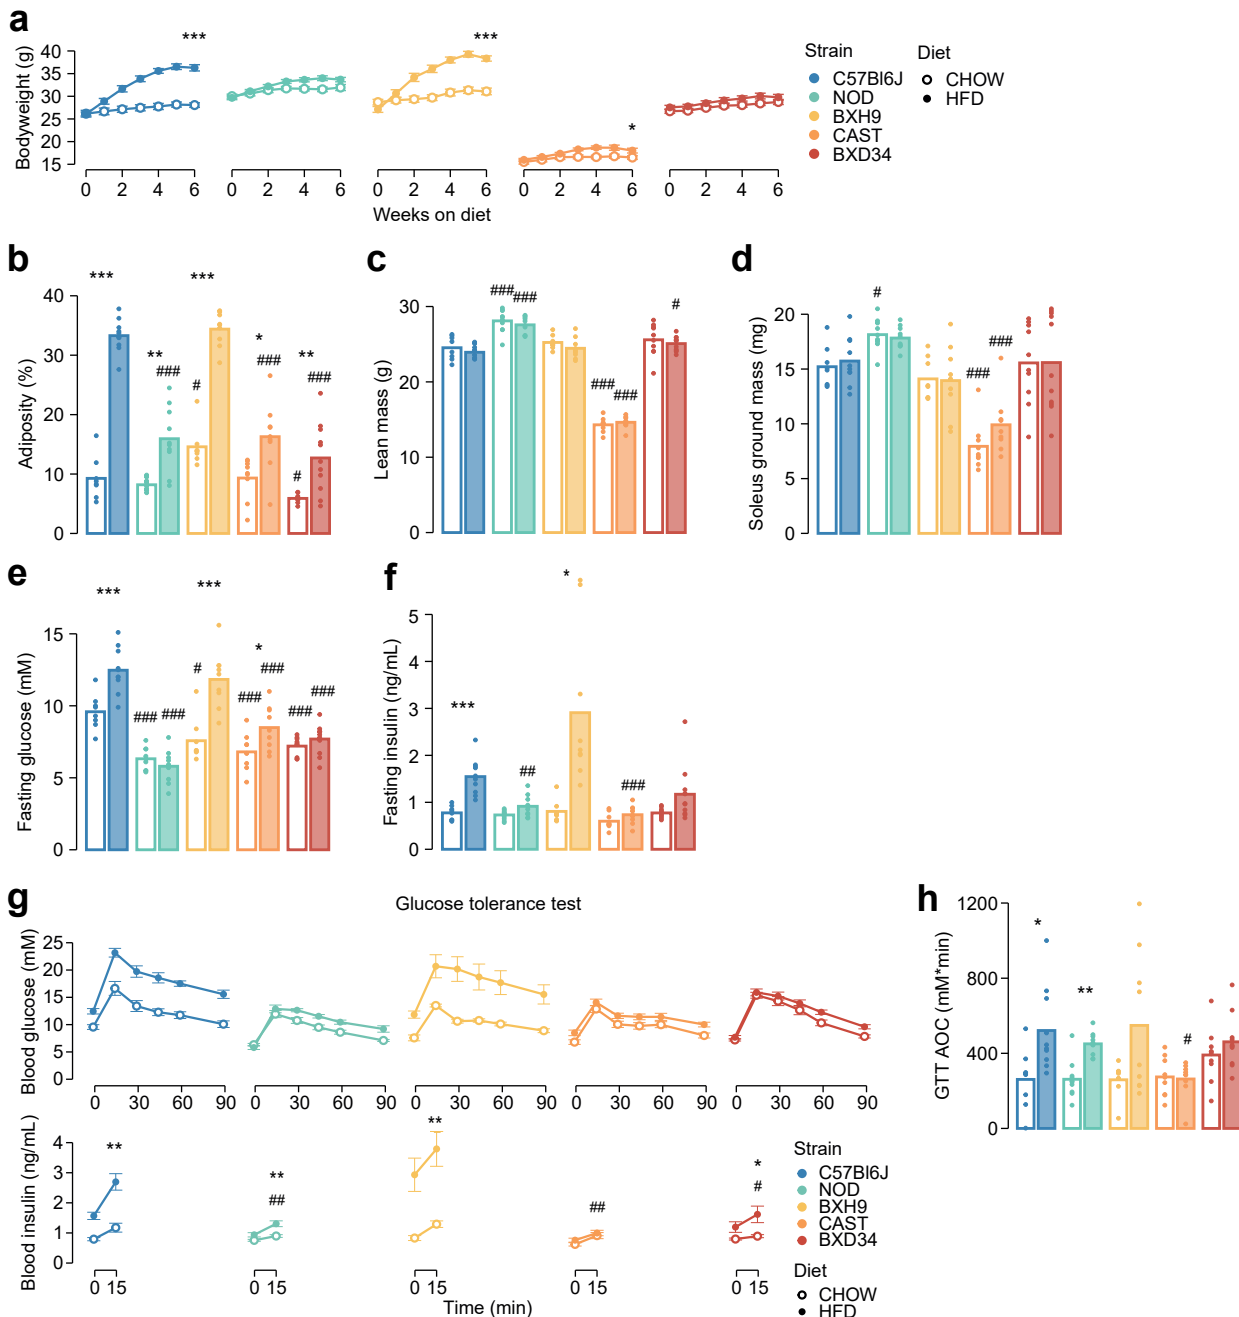 a
Bodyweight (g)
40
35
30
25
20
15
***
***
*
0 2 4 6 0 2 4 6 0 2 4 6 0 2 4 6 0 2 4 6
Weeks on diet
Strain
C57Bl6J
NOD
BXH9
CAST
BXD34
Diet
CHOW
HFD
b
Adiposity (%)
40
30
20
10
0
***
**
###
***
#
*
###
**
###
#
c
Lean mass (g)
30
20
10
0
### ###
### ###
#
d
Soleus ground mass (mg)
20
15
10
5
0
#
###
###
e
Fasting glucose (mM)
15
10
5
0
***
### ###
***
#
*
###
###
###
###
f
Fasting insulin (ng/mL)
5
4
3
2
1
0
***
##
*
###
g
Glucose tolerance test
Blood glucose (mM)
25
20
15
10
5
0
0 30 60 90 0 30 60 90 0 30 60 90 0 30 60 90 0 30 60 90
Blood insulin (ng/mL)
4
3
2
1
0
**
**
##
**
##
*
#
0 15 0 15 0 15 0 15 0 15
Time (min)
Strain
C57Bl6J
NOD
BXH9
CAST
BXD34
Diet
CHOW
HFD
h
GTT AOC (mM*min)
1200
800
400
0
*
**
#